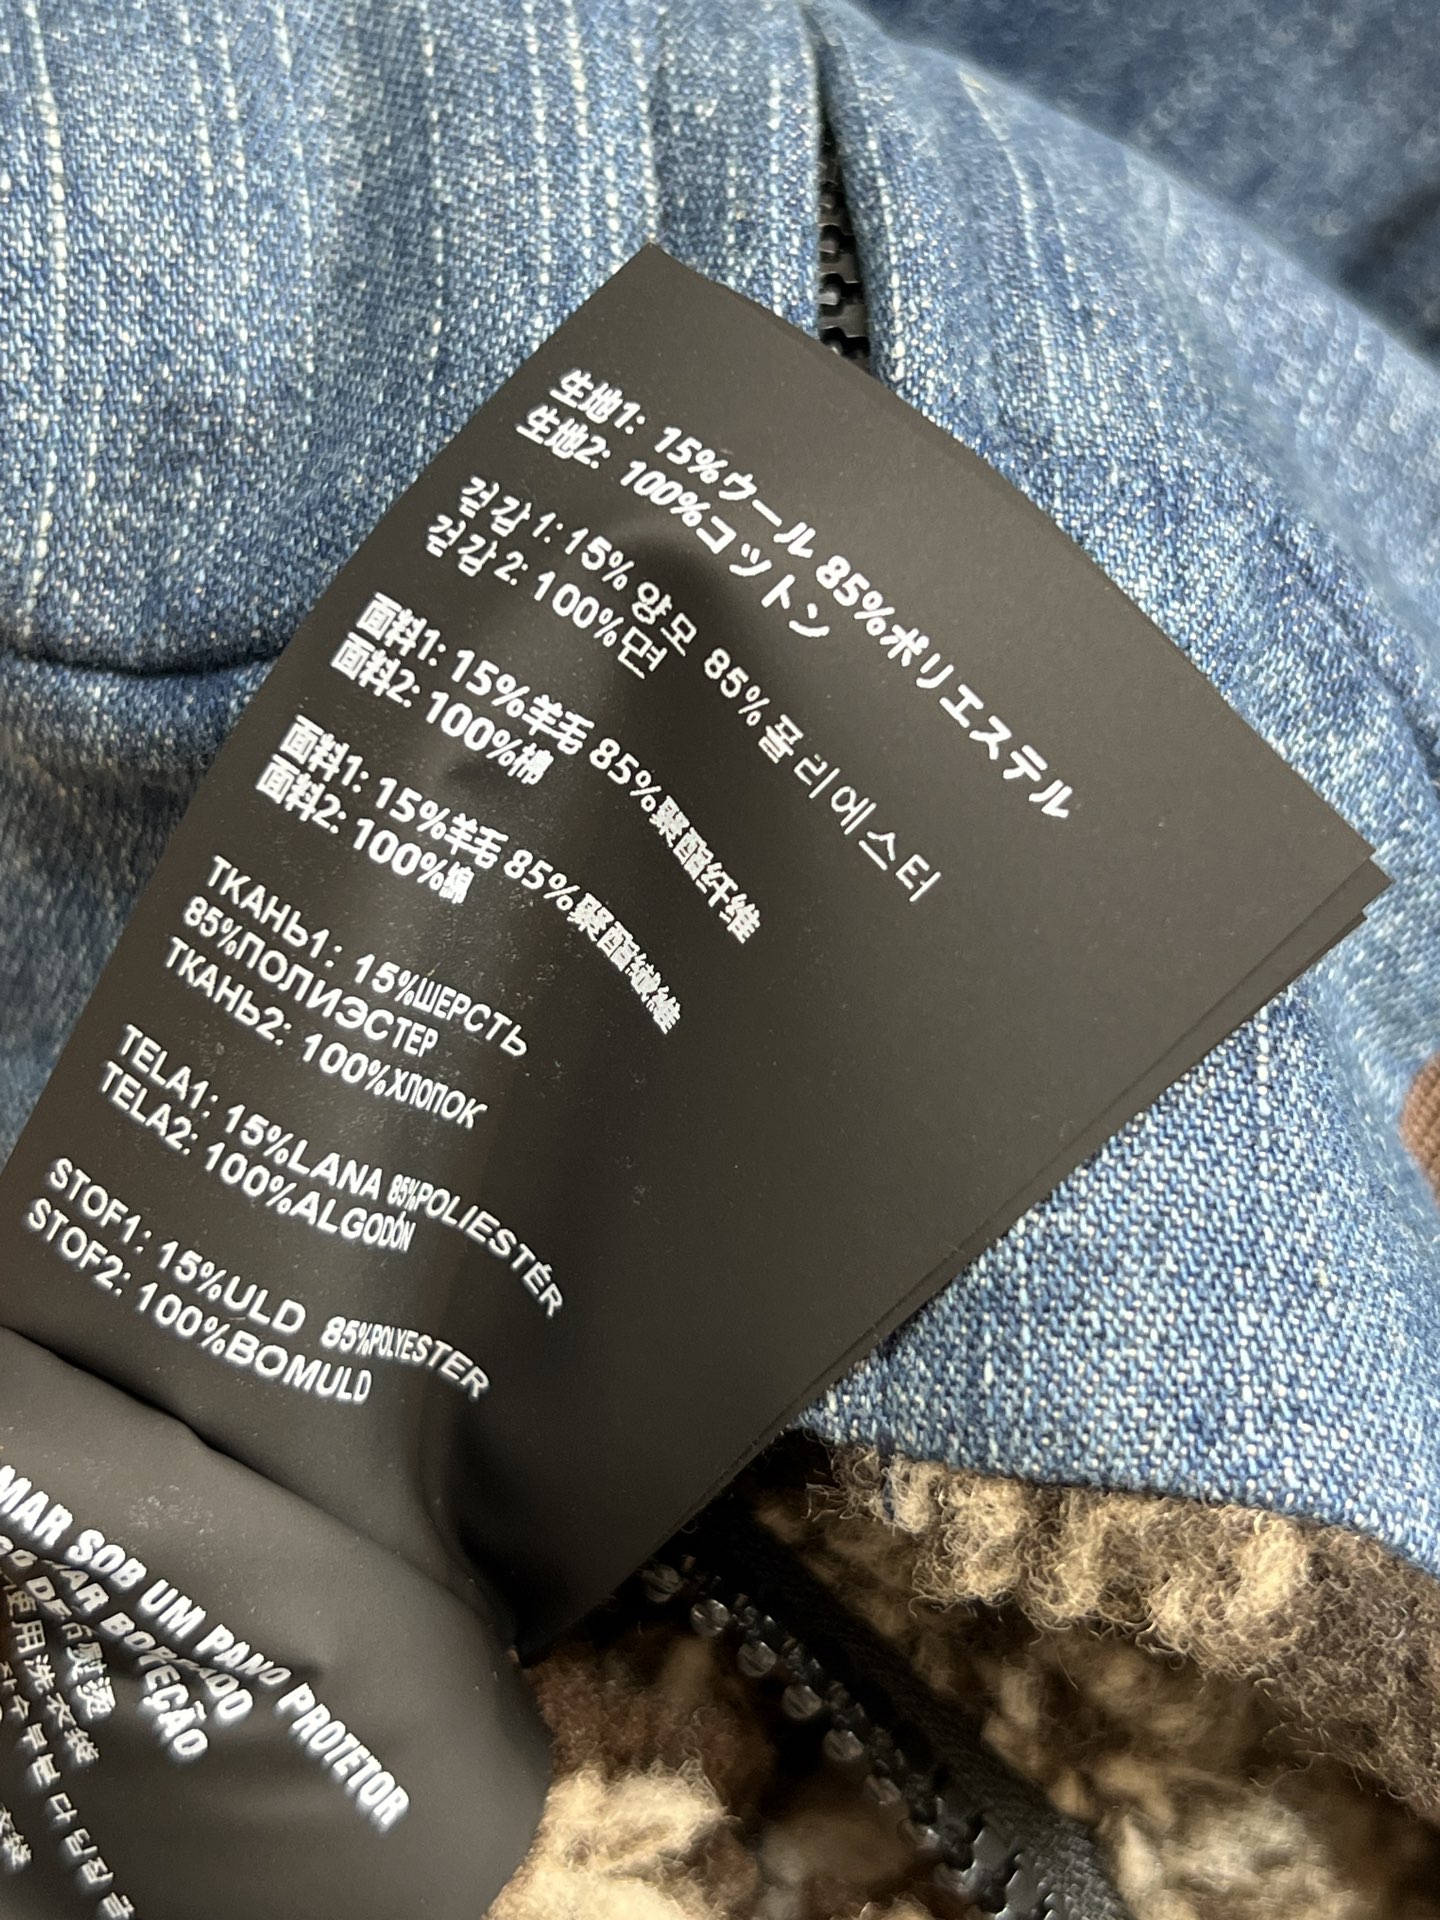 生地1: 15%ウール 85%ポリエステル
生地2: 100%コットン
겉감 1: 15% 양모 85% 폴리에스터
겉감 2: 100%면
面料1: 15%羊毛 85%聚酯纤维
面料2: 100%棉
面料1: 15%羊毛 85%聚酯纖維
面料2: 100%綿
ТКАНЬ1: 15%ШЕРСТЬ
85%ПОЛИЭСТЕР
ТКАНЬ2: 100%ХЛОПОК
TELA1: 15%LANA 85%POLIESTÉR
TELA2: 100%ALGODÓN
STOF1: 15%ULD 85%POLYESTER
STOF2: 100%BOMULD
MAR SOB UM PANO PROTETOR